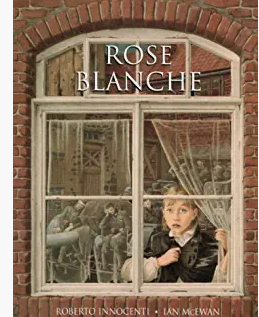 ROSE
BLANCHE
ROBERTO INNOCENTI • IAN McEWAN